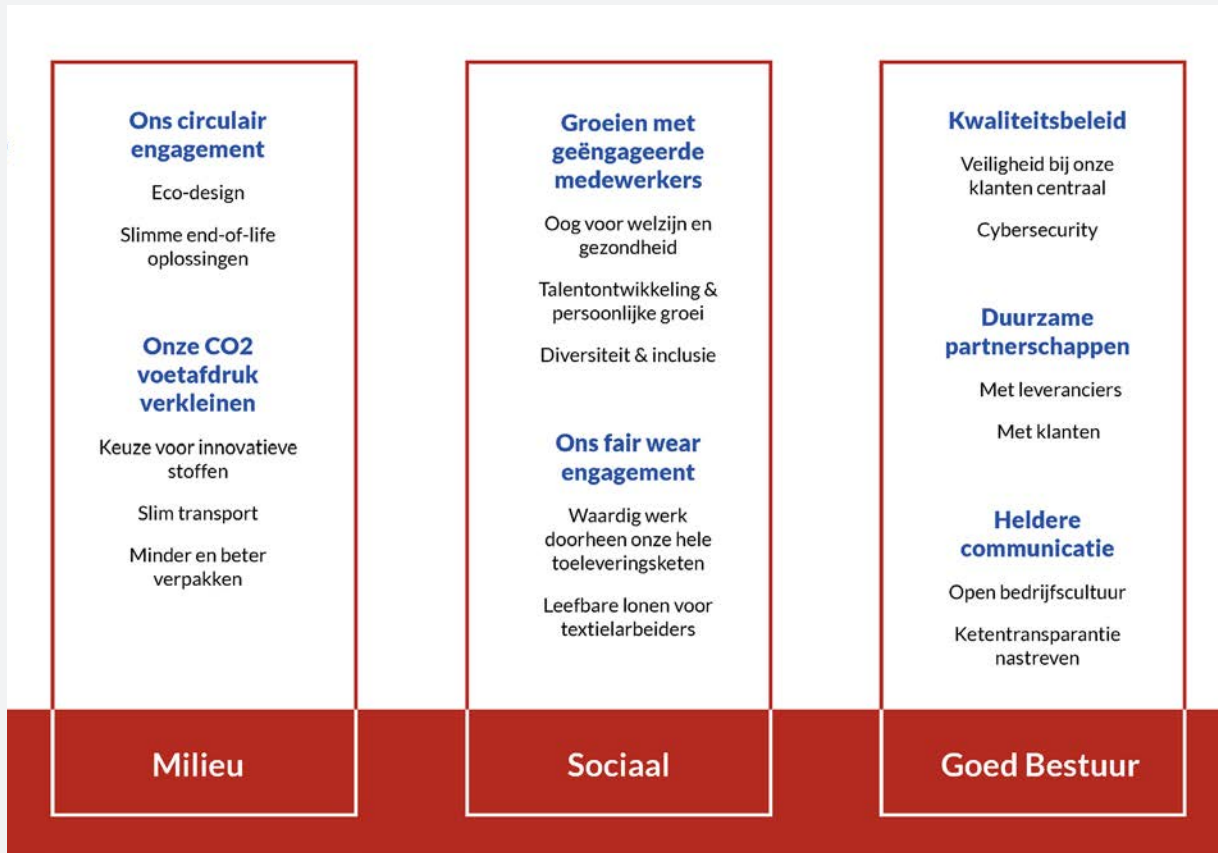 Ons circulair
engagement
Eco-design
Slimme end-of-life
oplossingen
Onze CO2
voetafdruk
verkleinen
Keuze voor innovatieve
stoffen
Slim transport
Minder en beter
verpakken
Milieu
Groeien met
geëngageerde
medewerkers
Oog voor welzijn en
gezondheid
Talentontwikkeling &
persoonlijke groei
Diversiteit & inclusie
Ons fair wear
engagement
Waardig werk
doorheen onze hele
toeleveringsketen
Leefbare lonen voor
textielarbeiders
Sociaal
Kwaliteitsbeleid
Veiligheid bij onze
klanten centraal
Cybersecurity
Duurzame
partnerschappen
Met leveranciers
Met klanten
Heldere
communicatie
Open bedrijfscultuur
Ketentransparantie
nastreven
Goed Bestuur